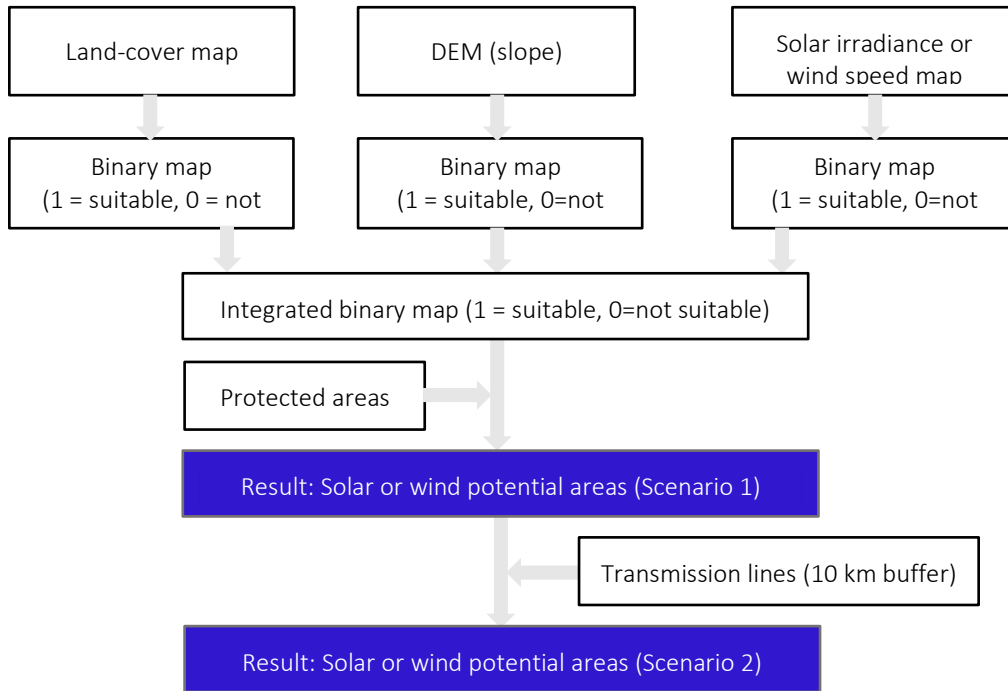 Land-cover map
DEM (slope)
Solar irradiance or
wind speed map
Binary map
(1 = suitable, 0 = not
Binary map
(1 = suitable, 0=not
Binary map
(1 = suitable, 0=not
Integrated binary map (1 = suitable, 0=not suitable)
Protected areas
Result: Solar or wind potential areas (Scenario 1)
Transmission lines (10 km buffer)
Result: Solar or wind potential areas (Scenario 2)